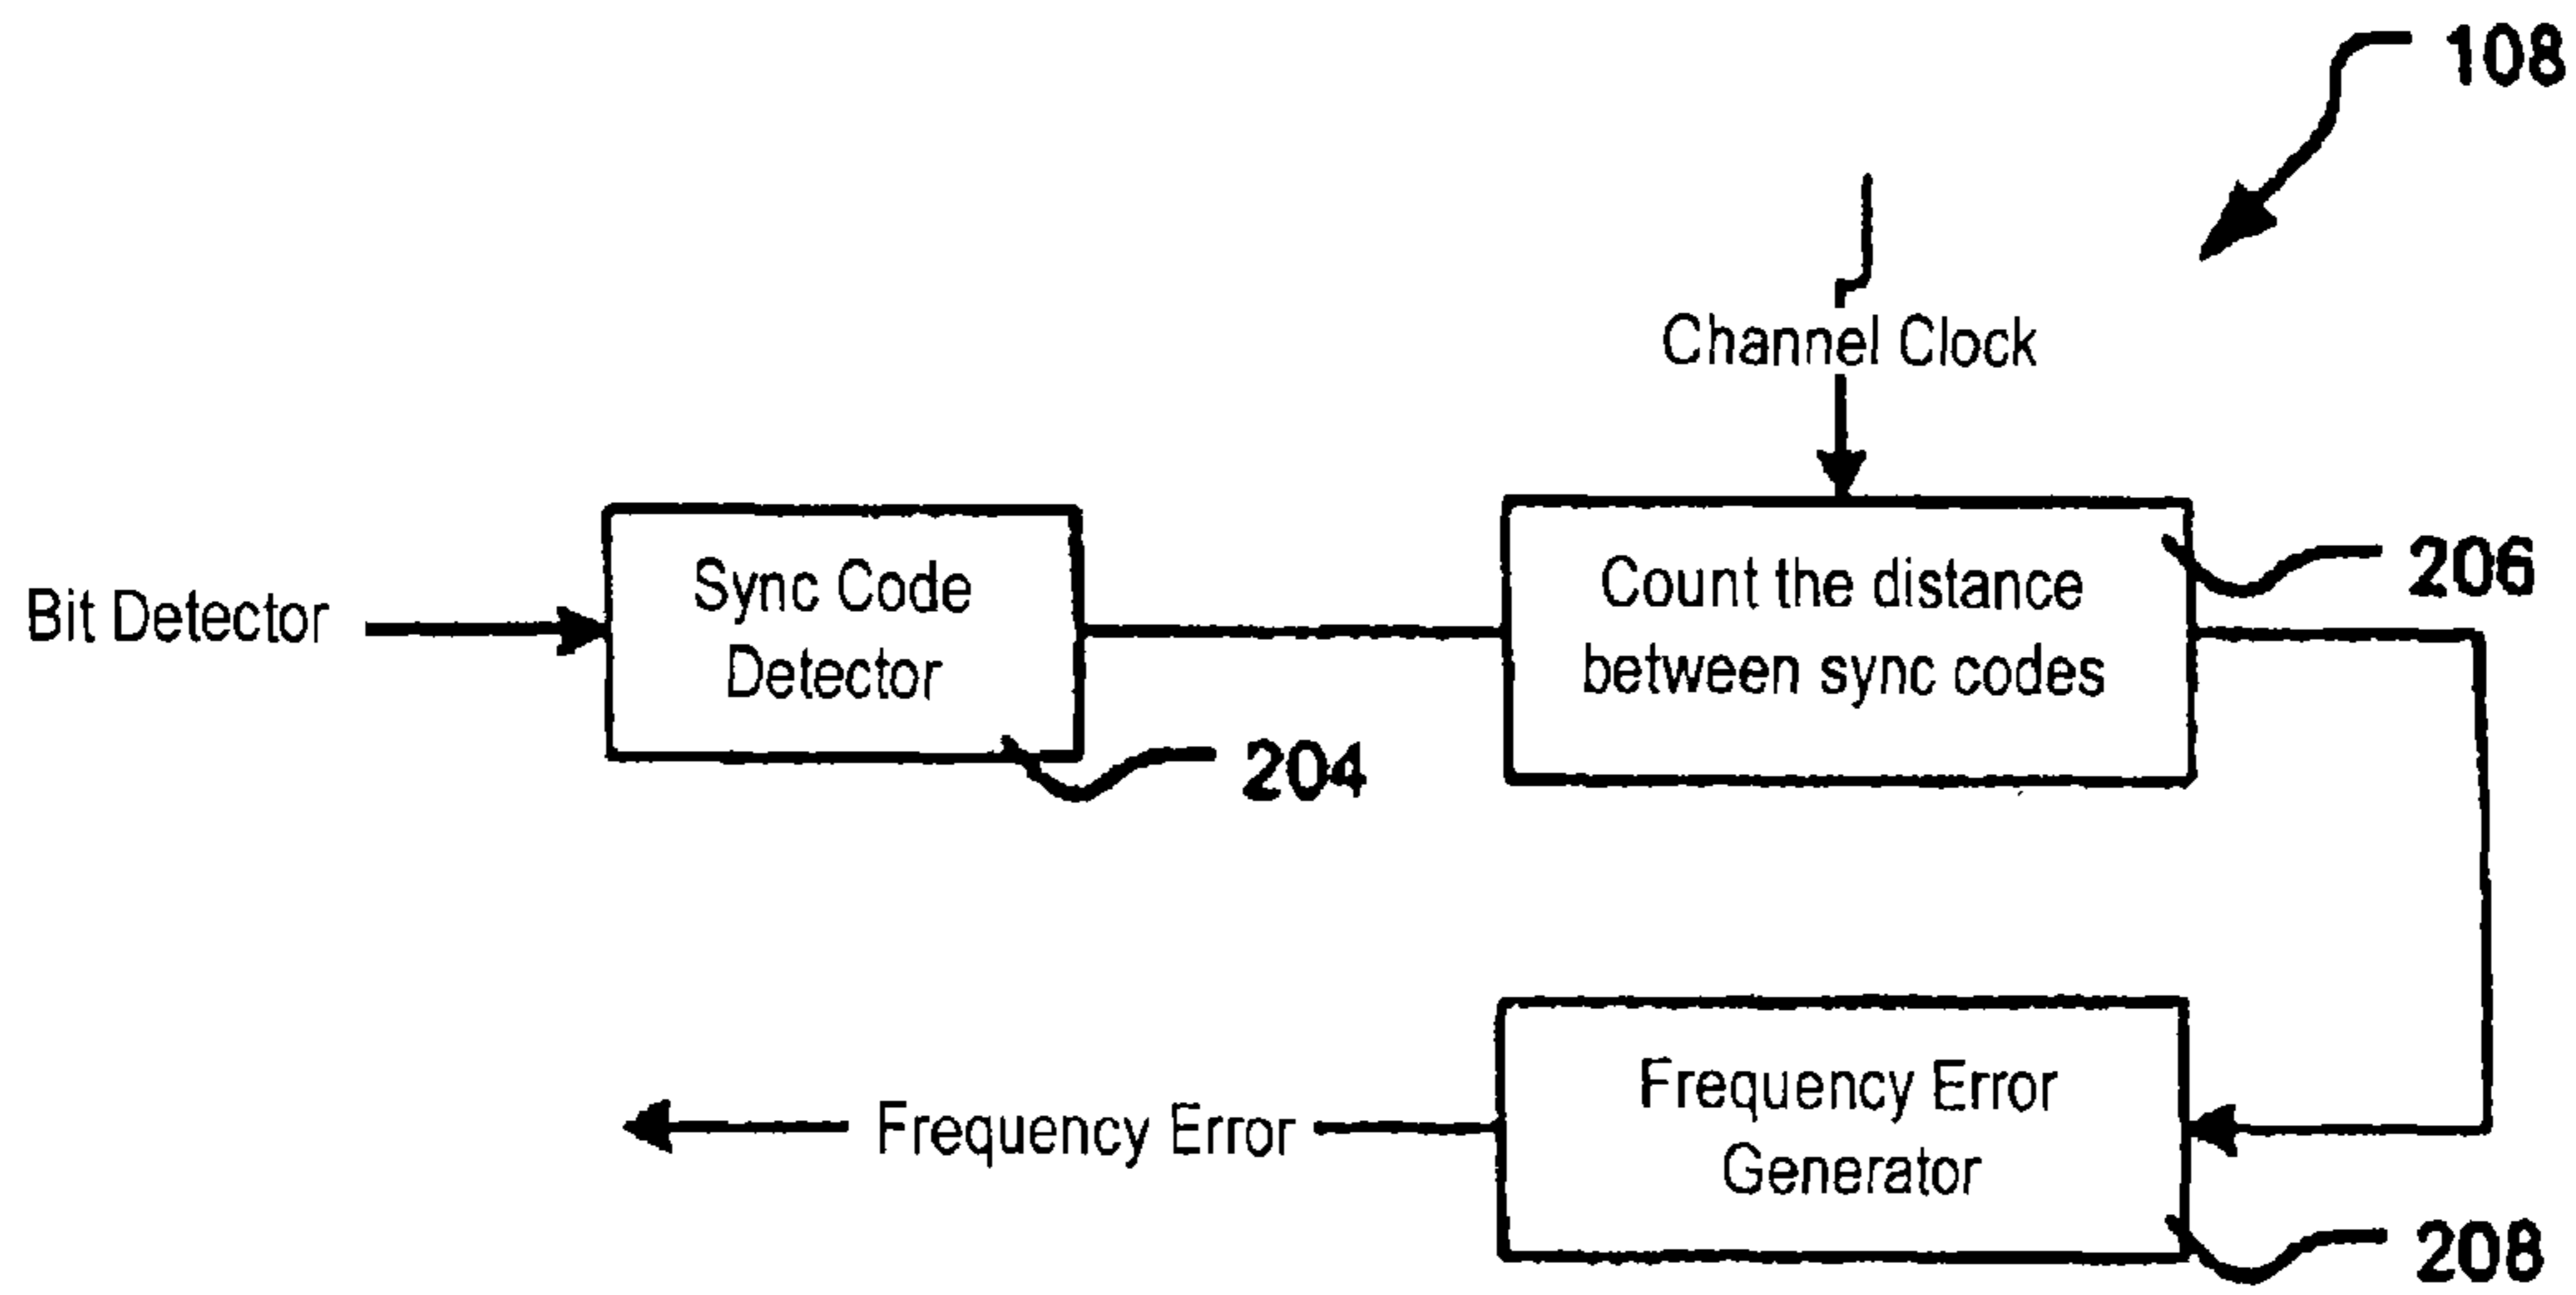 108
Channel Clock
Bit Detector
Sync Code
Detector
204
Count the distance
between sync codes
206
Frequency Error
Frequency Error
Generator
208